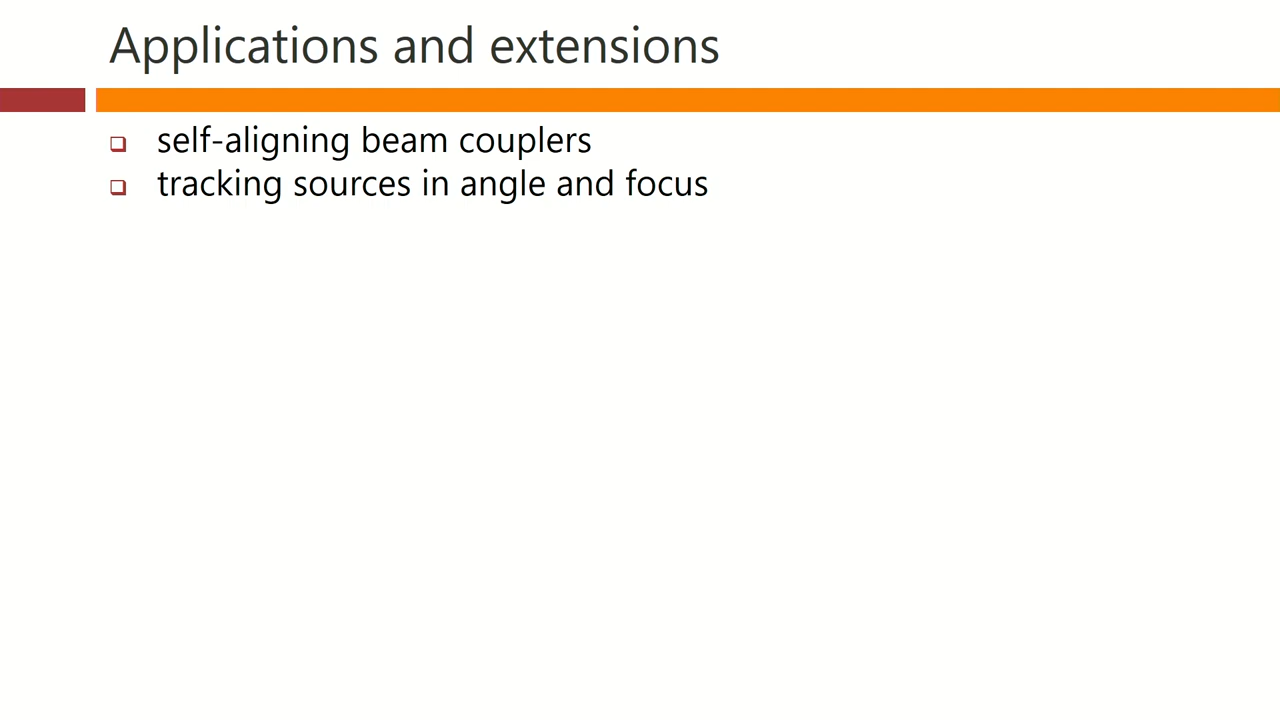 Applications and extensions
self-aligning beam couplers
tracking sources in angle and focus